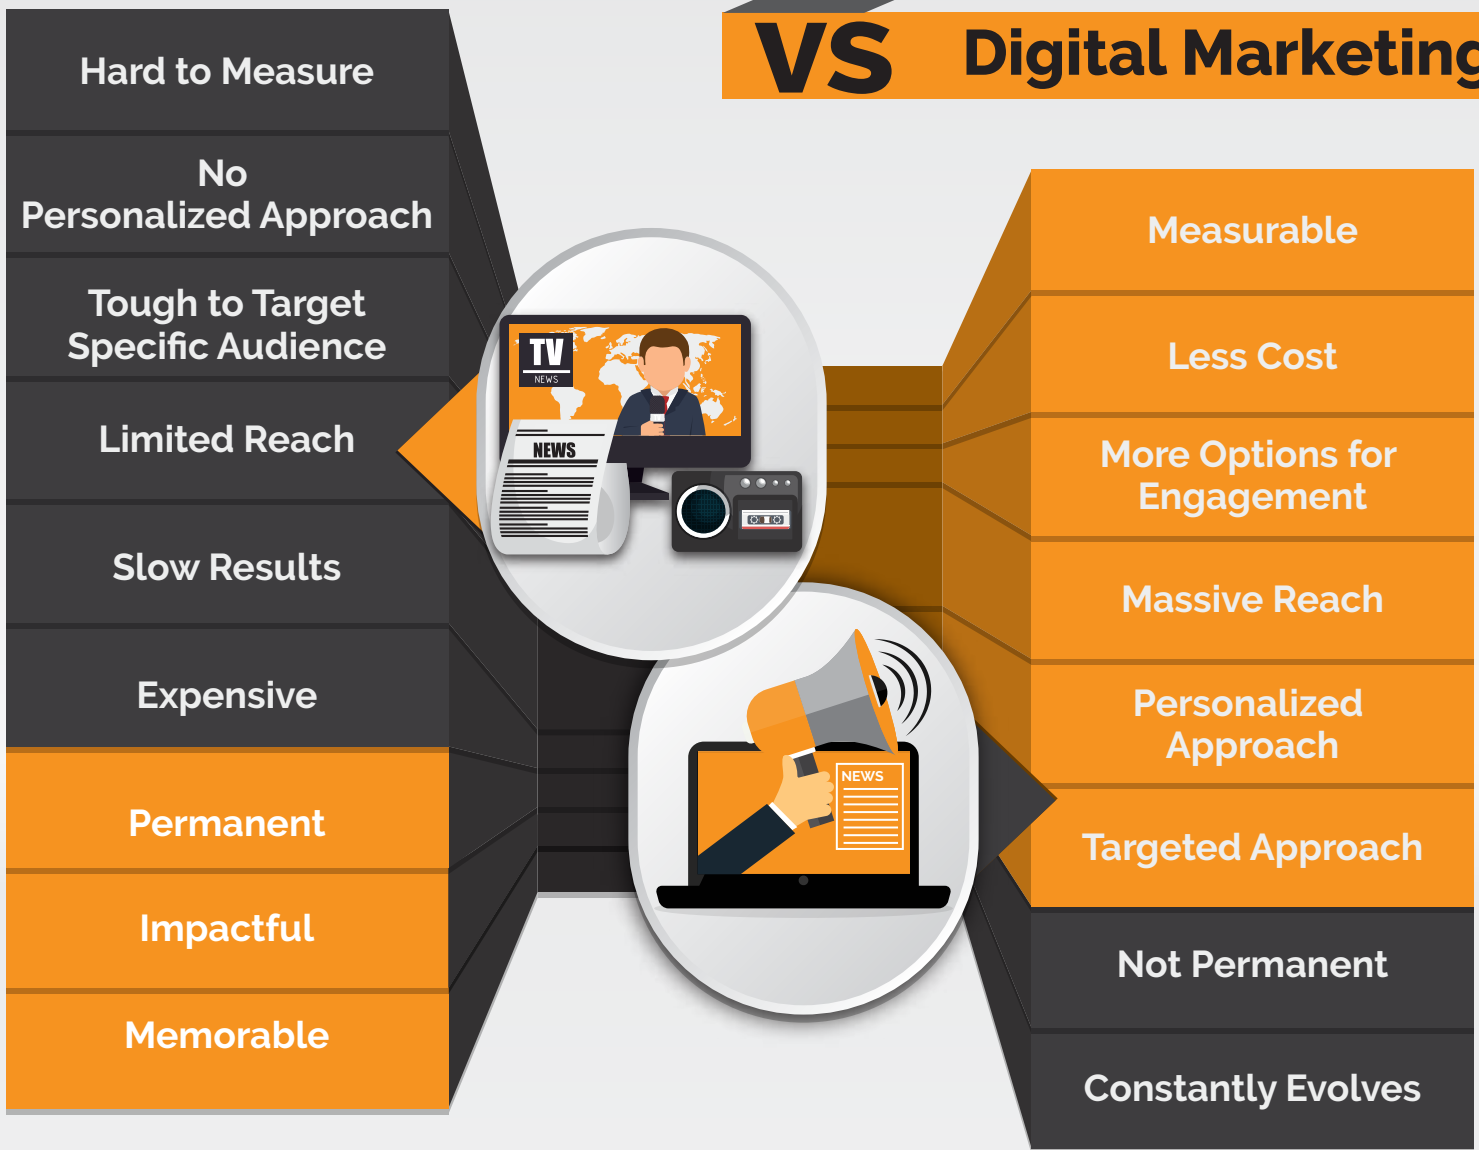 VS Digital Marketing
Hard to Measure
No
Personalized Approach
Tough to Target
Specific Audience
Limited Reach
Slow Results
Expensive
Permanent
Impactful
Memorable
TV
NEWS
NEWS
NEWS
Measurable
Less Cost
More Options for
Engagement
Massive Reach
Personalized
Approach
Targeted Approach
Not Permanent
Constantly Evolves